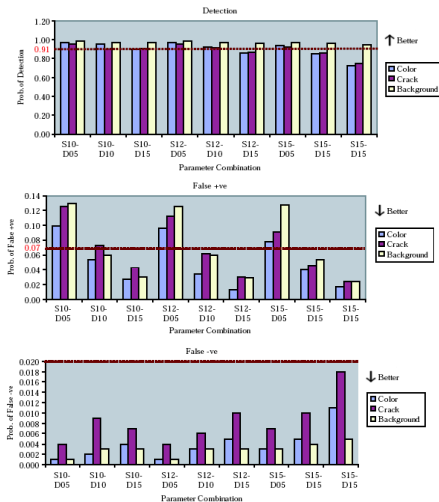 Detection
1.20
1.00
0.91
0.80
0.60
0.40
0.20
0.00
Prob. of Detection
S10-D05 S10-D10 S10-D15 S12-D05 S12-D10 S12-D15 S15-D05 S15-D15 S15-D15
Parameter Combination
↑ Better
Color
Crack
Background
False +ve
0.14
0.12
0.10
0.08
0.07
0.06
0.04
0.02
0.00
Prob. of False +ve
S10-D05 S10-D10 S10-D15 S12-D05 S12-D10 S12-D15 S15-D05 S15-D15 S15-D15
Parameter Combination
↓ Better
Color
Crack
Background
False -ve
0.020
0.018
0.016
0.014
0.012
0.010
0.008
0.006
0.004
0.002
0.000
Prob. of False -ve
S10-D05 S10-D10 S10-D15 S12-D05 S12-D10 S12-D15 S15-D05 S15-D15 S15-D15
Parameter Combination
↓ Better
Color
Crack
Background